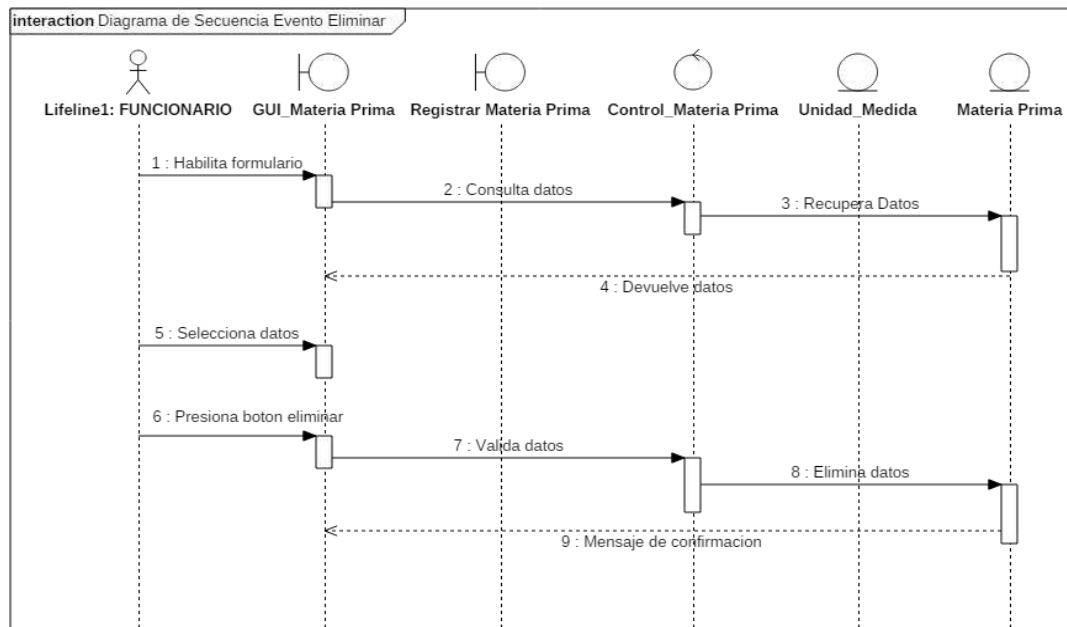 interaction Diagrama de Secuencia Evento Eliminar
Lifeline1: FUNCIONARIO GUI_Materia Prima Registrar Materia Prima Control_Materia Prima Unidad_Medida Materia Prima
1 : Habilita formulario
2 : Consulta datos
3 : Recupera Datos
4 : Devuelve datos
5 : Selecciona datos
6 : Presiona boton eliminar
7 : Valida datos
8 : Elimina datos
9 : Mensaje de confirmacion